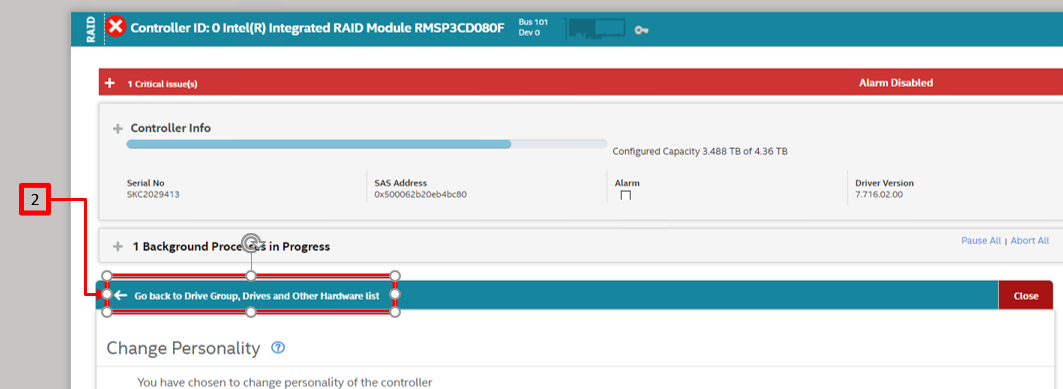 RAID
Controller ID: 0 Intel(R) Integrated RAID Module RMSP3CD080F
Bus 101
Dev 0
1 Critical issue(s)
Alarm Disabled
Controller Info
Configured Capacity 3.488 TB of 4.36 TB
Serial No
SKC2029413
SAS Address
0x500062b20eb4bc80
Alarm
Driver Version
7.716.02.00
2
1 Background Processes in Progress
Pause All | Abort All
Go back to Drive Group, Drives and Other Hardware list
Close
Change Personality
You have chosen to change personality of the controller